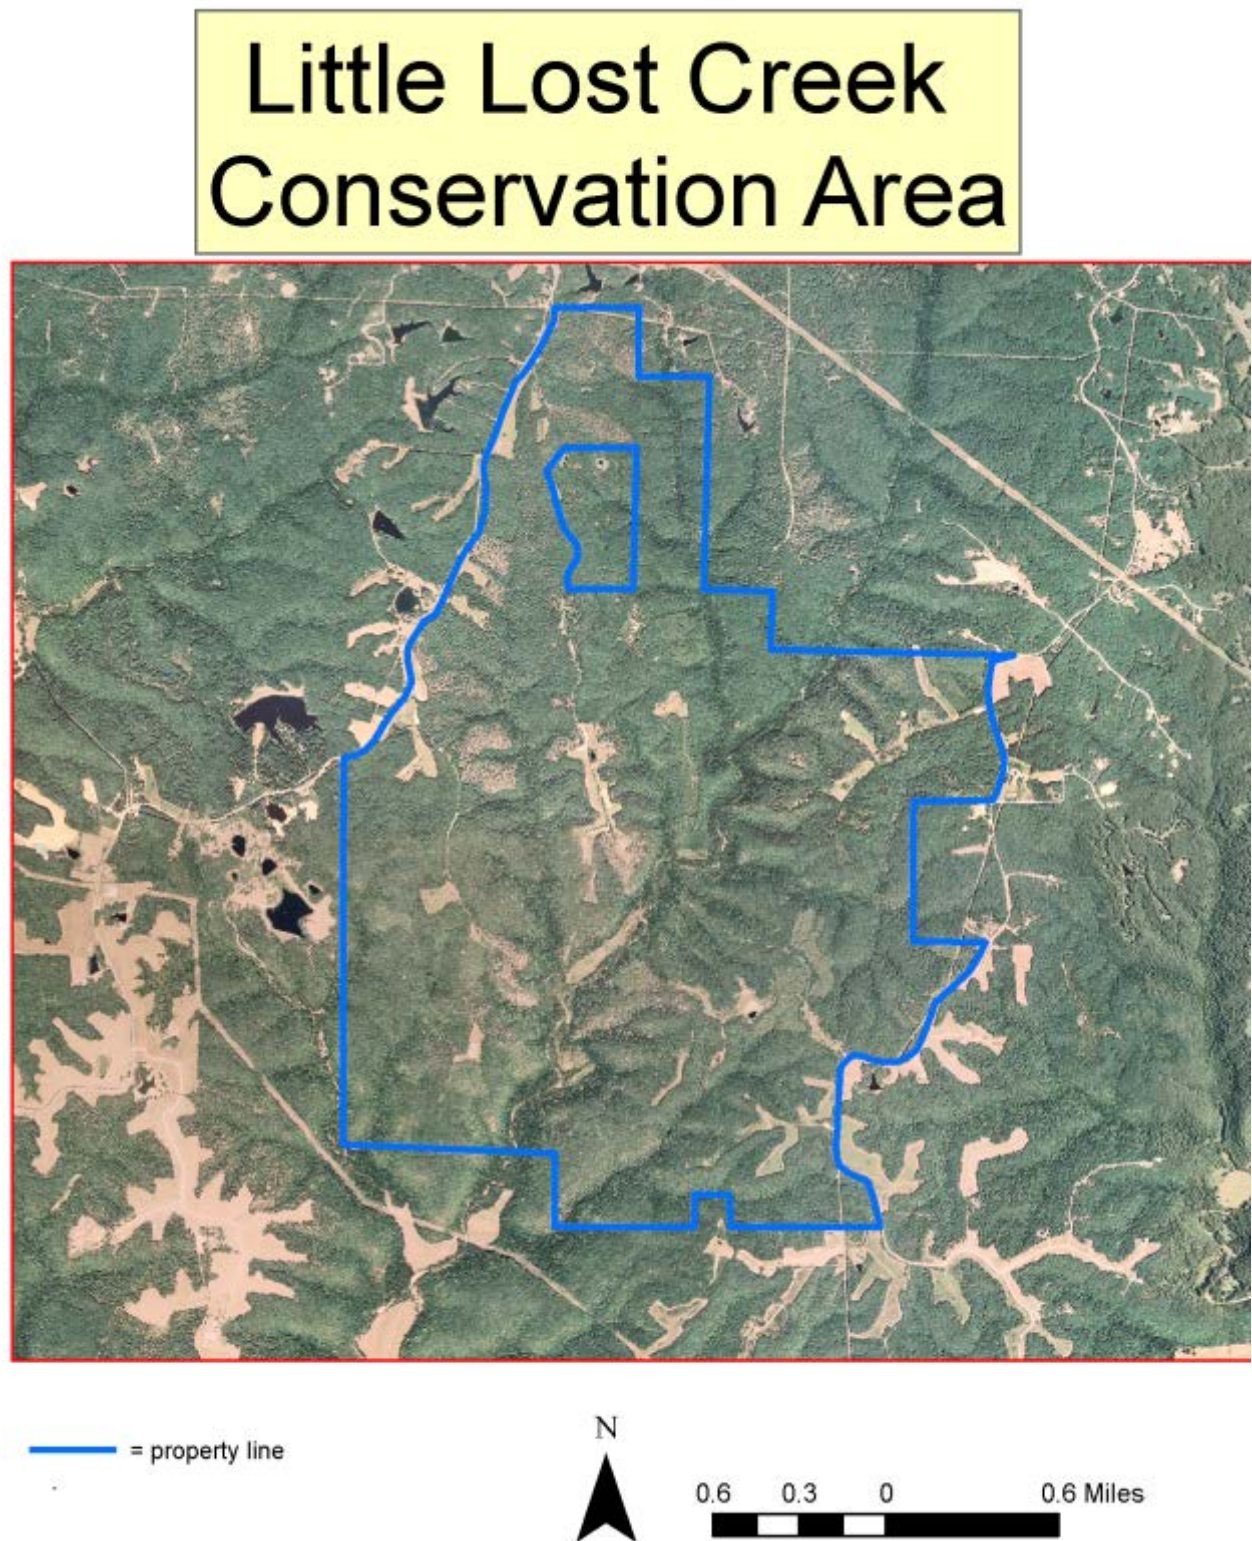 Little Lost Creek
Conservation Area
= property line
N
0.6 0.3 0 0.6 Miles